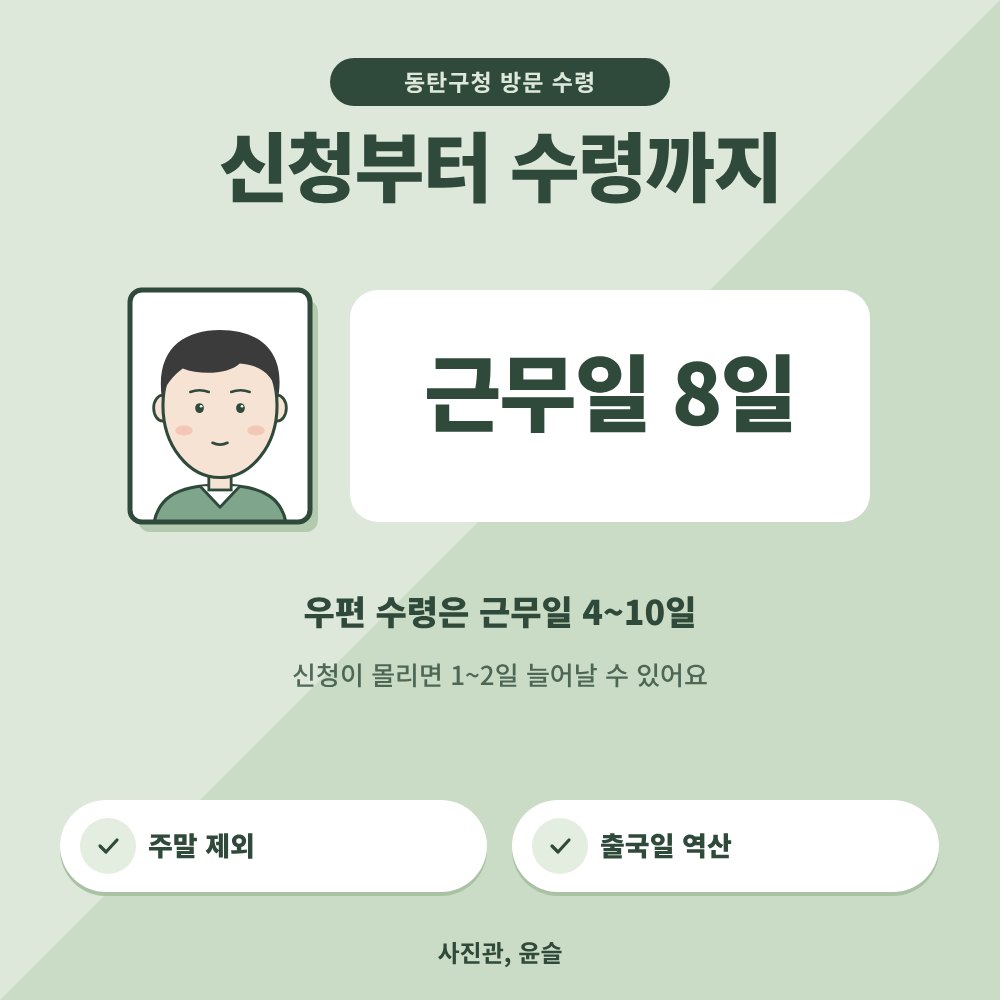 동탄구청 방문 수령
신청부터 수령까지
근무일 8일
우편 수령은 근무일 4~10일
신청이 몰리면 1~2일 늘어날 수 있어요
주말 제외
출국일 역산
사진관, 윤슬